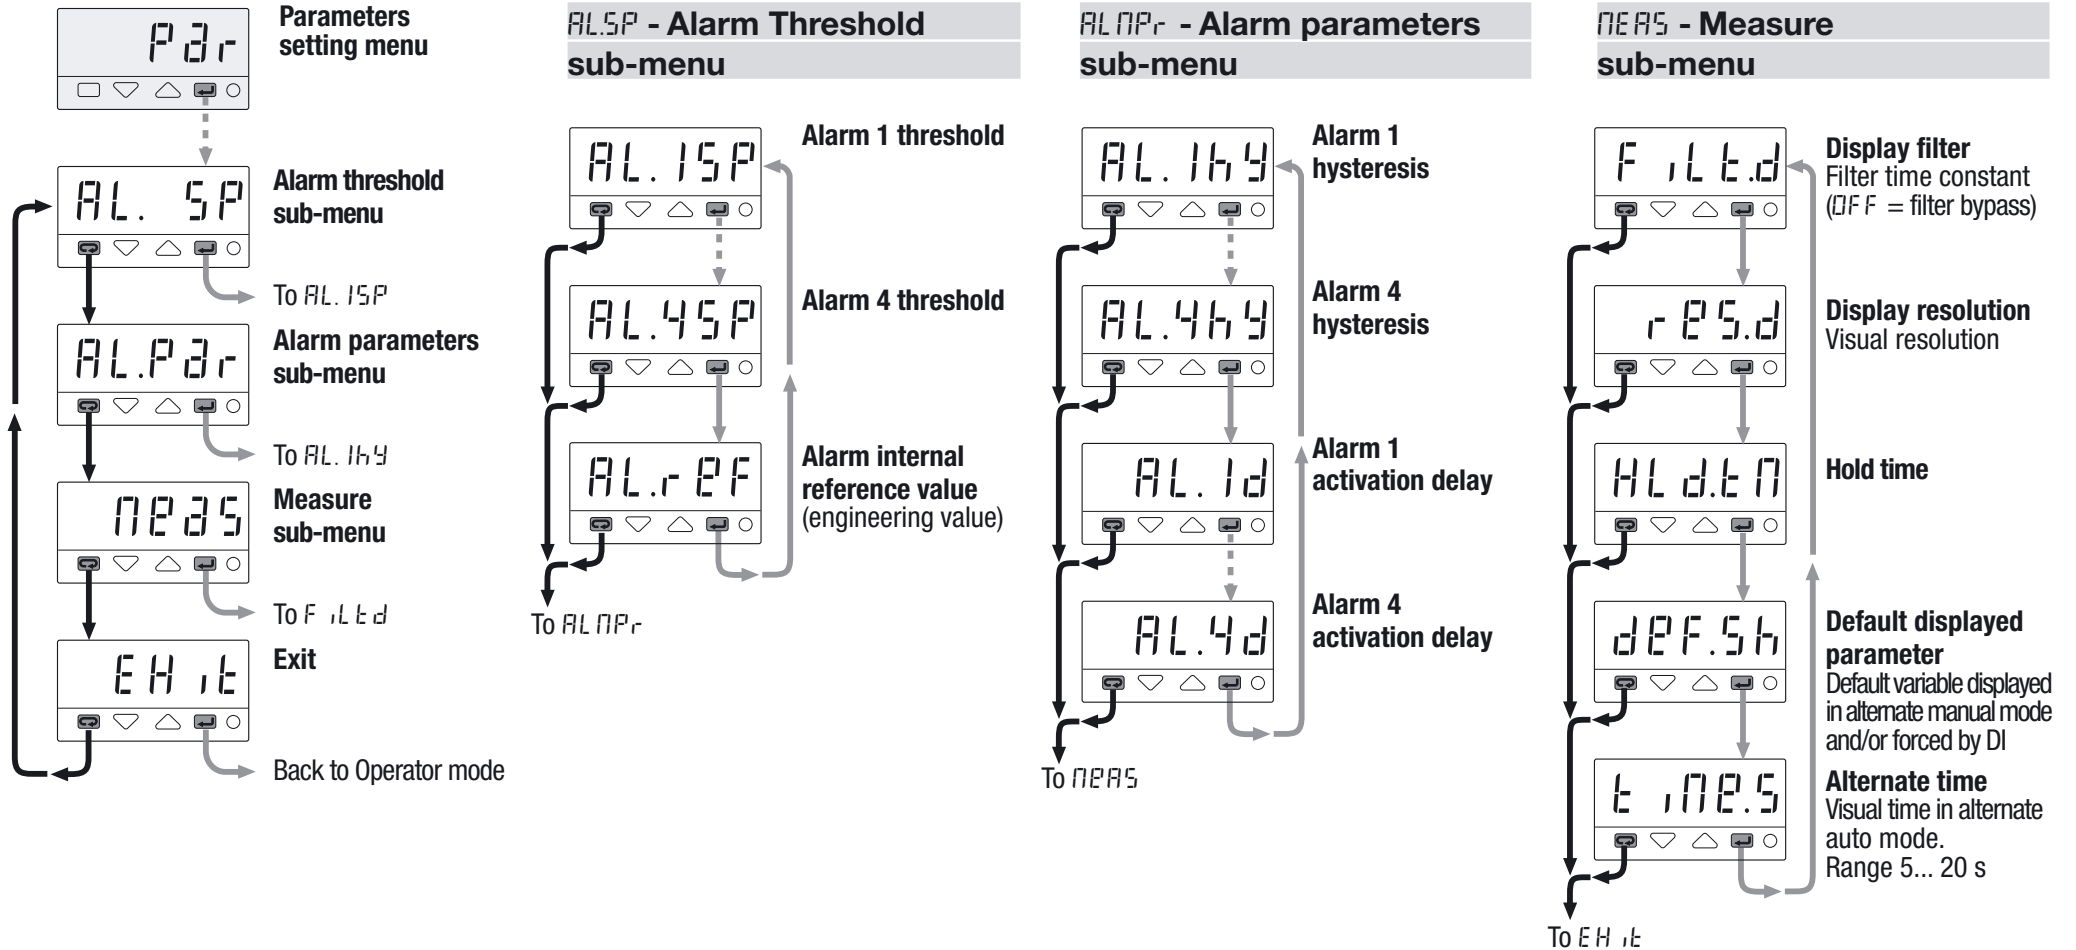 Par
Parameters
setting menu
AL. SP
Alarm threshold
sub-menu
To AL.1SP
AL.Par
Alarm parameters
sub-menu
To AL.1hy
Meas
Measure
sub-menu
To Filtd
EHit
Exit
Back to Operator mode
AL.SP - Alarm Threshold
sub-menu
AL.1SP
Alarm 1 threshold
AL.4SP
Alarm 4 threshold
AL.reF
Alarm internal
reference value
(engineering value)
To ALMPr
ALMPr - Alarm parameters
sub-menu
AL.1hy
Alarm 1
hysteresis
AL.4hy
Alarm 4
hysteresis
AL.1d
Alarm 1
activation delay
AL.4d
Alarm 4
activation delay
To MeAS
MEAS - Measure
sub-menu
FiLt.d
Display filter
Filter time constant
(OFF = filter bypass)
reS.d
Display resolution
Visual resolution
HLd.tM
Hold time
deF.Sh
Default displayed
parameter
Default variable displayed
in alternate manual mode
and/or forced by DI
tiMe.S
Alternate time
Visual time in alternate
auto mode.
Range 5... 20 s
To EHit